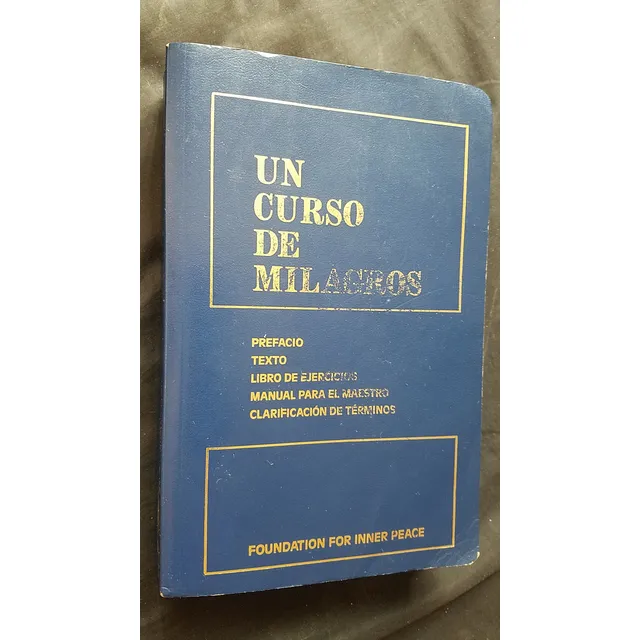 UN
CURSO
DE
MILAGROS
PREFACIO
TEXTO
LIBRO DE EJERCICIOS
MANUAL PARA EL MAESTRO
CLARIFICACIÓN DE TÉRMINOS
FOUNDATION FOR INNER PEACE